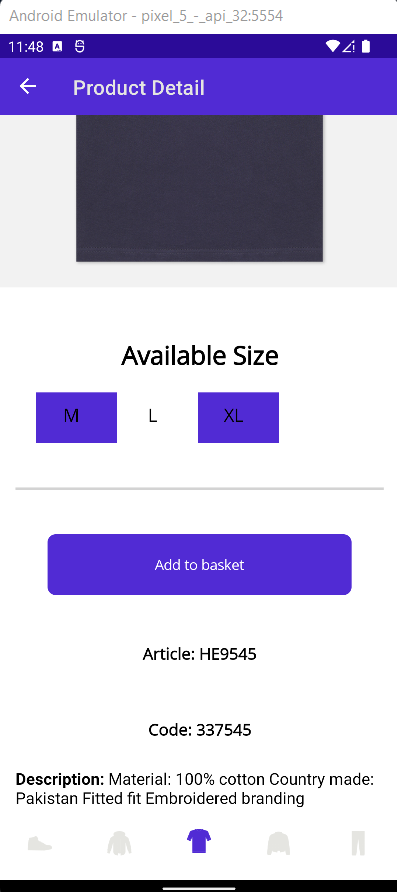 Android Emulator - pixel_5_-_api_32:5554
11:48
Product Detail
Available Size
M L XL
Add to basket
Article: HE9545
Code: 337545
Description: Material: 100% cotton Country made:
Pakistan Fitted fit Embroidered branding